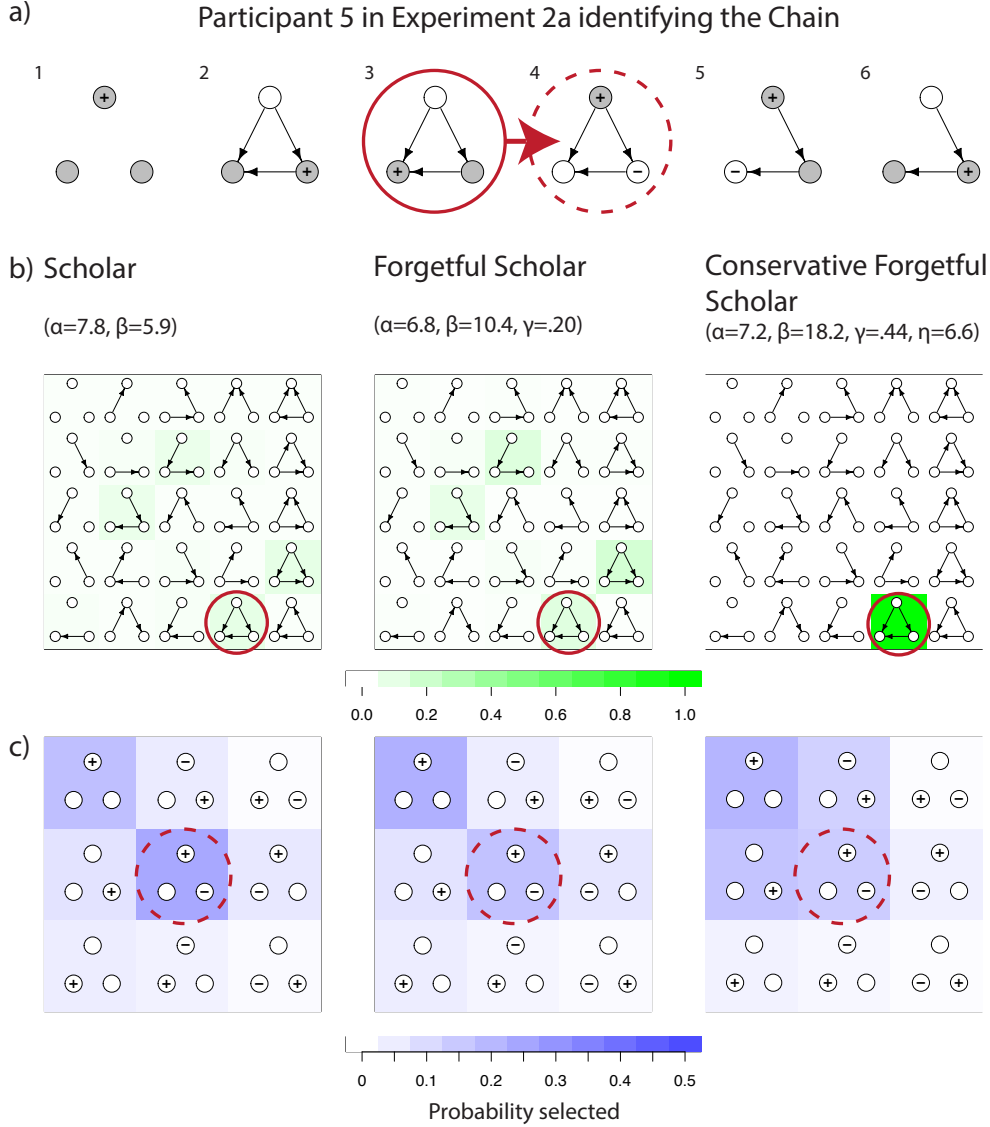 a) Participant 5 in Experiment 2a identifying the Chain
1 2 3 4 5 6
+ +
+ + + - - +
b) Scholar Forgetful Scholar Conservative Forgetful
Scholar
(α=7.8, β=5.9) (α=6.8, β=10.4, γ=.20) (α=7.2, β=18.2, γ=.44, η=6.6)
0.0 0.2 0.4 0.6 0.8 1.0
c)
+ − + − + −
+ + − + + − + + −
+ + + + + +
+ − − + − − + − −
− − −
+ + − + + + − + + + − +
0 0.1 0.2 0.3 0.4 0.5
Probability selected